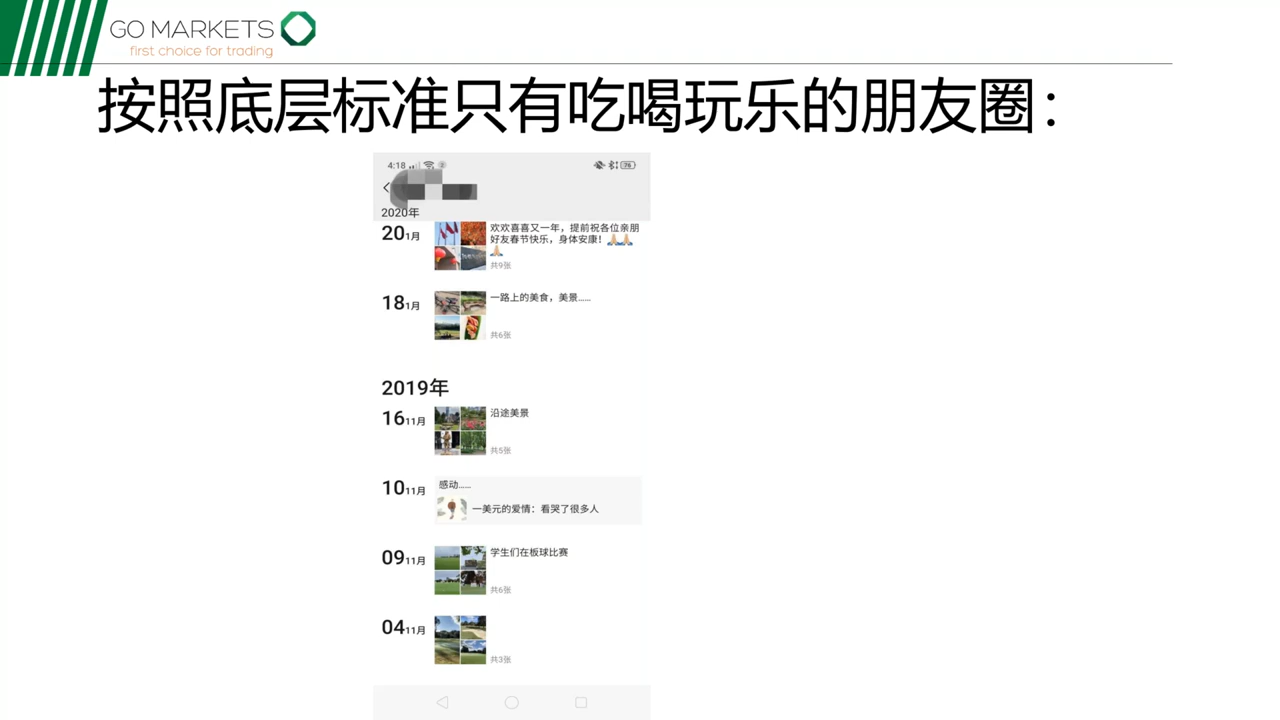 GO MARKETS
first choice for trading
按照底层标准只有吃喝玩乐的朋友圈：
4:18
76
2020年
20 1月
欢欢喜喜又一年，提前祝各位亲朋
好友春节快乐，身体安康！🙏🙏
🙏
共9张
18 1月
一路上的美食，美景......
共6张
2019年
16 11月
沿途美景
共5张
10 11月
感动......
一美元的爱情：看哭了很多人
09 11月
学生们在板球比赛
共6张
04 11月
共3张